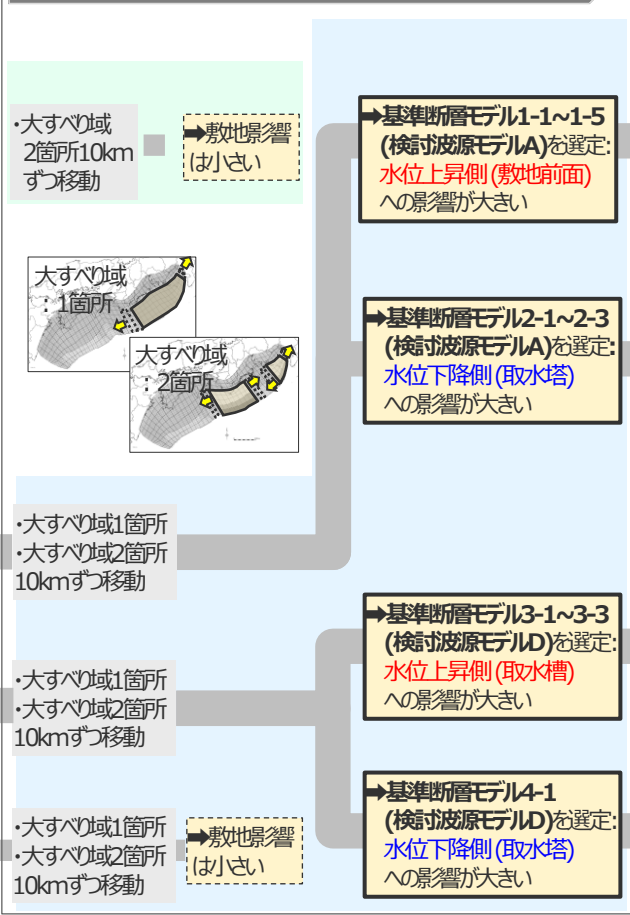 ・大すべり域
2箇所10km
ずつ移動
➡敷地影響
は小さい
➡基準断層モデル1-1~1-5
(検討波源モデルA)を選定:
水位上昇側(敷地前面)
への影響が大きい
大すべり域
:1箇所
大すべり域
:2箇所
➡基準断層モデル2-1~2-3
(検討波源モデルA)を選定:
水位下降側(取水塔)
への影響が大きい
・大すべり域1箇所
・大すべり域2箇所
10kmずつ移動
➡基準断層モデル3-1~3-3
(検討波源モデルD)を選定:
水位上昇側(取水槽)
への影響が大きい
・大すべり域1箇所
・大すべり域2箇所
10kmずつ移動
➡基準断層モデル4-1
(検討波源モデルD)を選定:
水位下降側(取水塔)
への影響が大きい
・大すべり域1箇所
・大すべり域2箇所
10kmずつ移動
➡敷地影響
は小さい